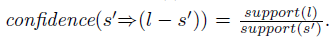 confidence(s′⇒(l − s′)) = support(l)/support(s′).